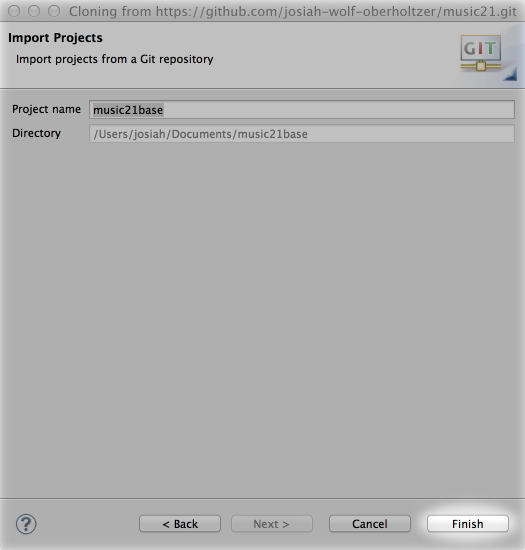 Cloning from https://github.com/josiah-wolf-oberholtzer/music21.git
Import Projects
Import projects from a Git repository
GIT
Project name music21base
Directory /Users/josiah/Documents/music21base
? < Back Next > Cancel Finish